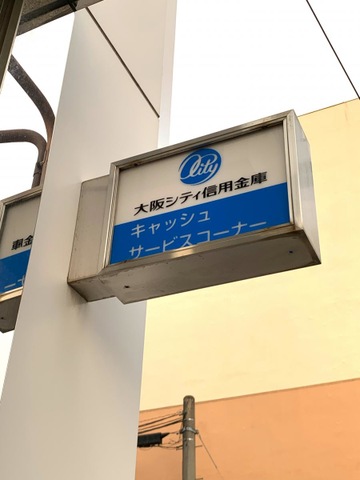 City
大阪シティ信用金庫
キャッシュ
サービスコーナー